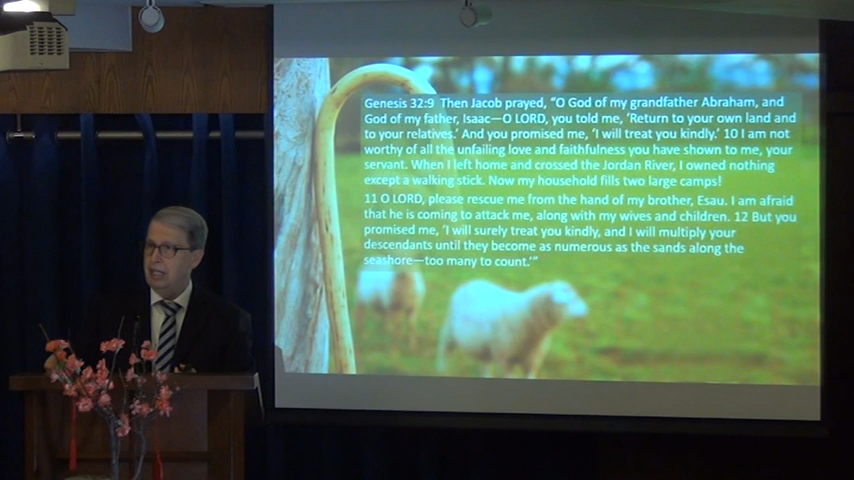 Genesis 32:9  Then Jacob prayed, “O God of my grandfather Abraham, and
God of my father, Isaac—O LORD, you told me, ‘Return to your own land and
to your relatives.’ And you promised me, ‘I will treat you kindly.’ 10 I am not
worthy of all the unfailing love and faithfulness you have shown to me, your
servant. When I left home and crossed the Jordan River, I owned nothing
except a walking stick. Now my household fills two large camps!
11 O LORD, please rescue me from the hand of my brother, Esau. I am afraid
that he is coming to attack me, along with my wives and children. 12 But you
promised me, ‘I will surely treat you kindly, and I will multiply your
descendants until they become as numerous as the sands along the
seashore—too many to count.’”